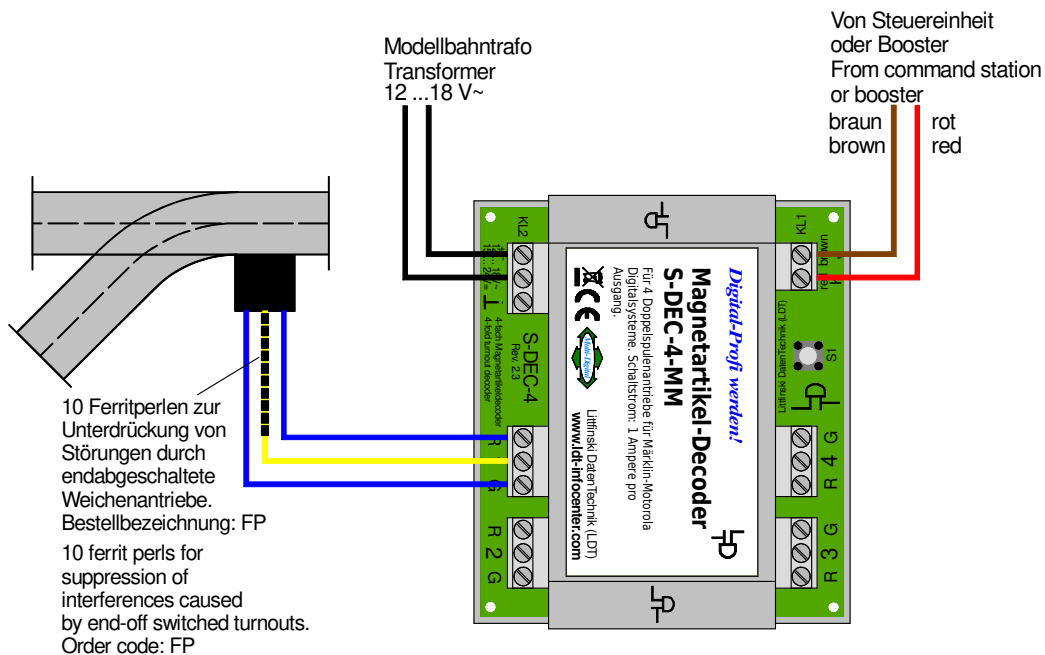 Modellbahntrafo
Transformer
12 ...18 V~
Von Steuereinheit
oder Booster
From command station
or booster
braun
brown
rot
red
10 Ferritperlen zur
Unterdrückung von
Störungen durch
endabgeschaltete
Weichenantriebe.
Bestellbezeichnung: FP
10 ferrit perls for
suppression of
interferences caused
by end-off switched turnouts.
Order code: FP
KL2
4-fach Magnetartikeldecoder
4-fold turnout decoder
S-DEC-4
Rev. 2.3
R
G
R 2 G
Digital-Profi werden!
Magnetartikel-Decoder
S-DEC-4-MM
Für 4 Doppelspulenantriebe für Märklin-Motorola
Digitalsysteme. Schaltstrom: 1 Ampere pro
Ausgang.
CE
Multi-Digital
Littfinski DatenTechnik (LDT)
www.ldt-infocenter.com
KL1
red brown
S1
Littfinski DatenTechnik (LDT)
R 4 G
R 3 G